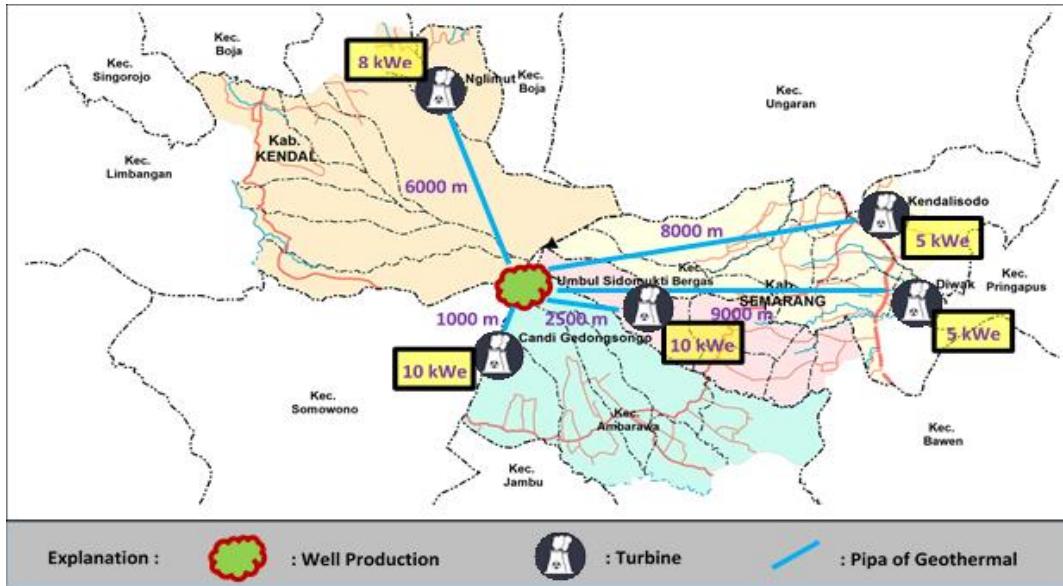 Kec.
Boja
Kec.
Singorojo
8 kWe
Nglimut
Kec.
Boja
Kec.
Ungaran
Kab.
KENDAL
Kec.
Limbangan
6000 m
8000 m
Kendalisodo
5 kWe
Umbul Sidomukti
Kec.
Bergas
Kab.
SEMARANG
Diwak
Kec.
Pringapus
1000 m
2500 m
9000 m
Candi Gedongsongo
10 kWe
10 kWe
5 kWe
Kec.
Somowono
Kec.
Ambarawa
Kec.
Bawen
Kec.
Jambu
Explanation :
: Well Production
: Turbine
: Pipa of Geothermal